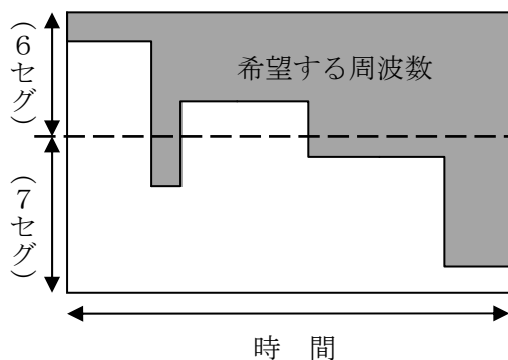 （６セグ）
希望する周波数
（７セグ）
時 間